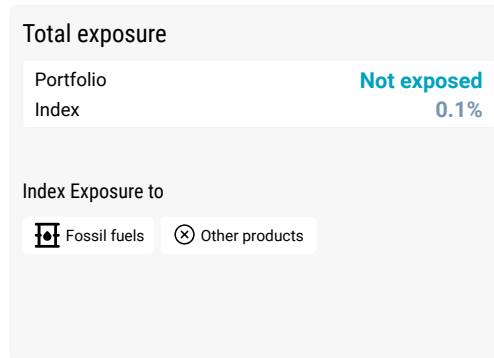 Total exposure
Portfolio Not exposed
Index 0.1%
Index Exposure to
Fossil fuels Other products